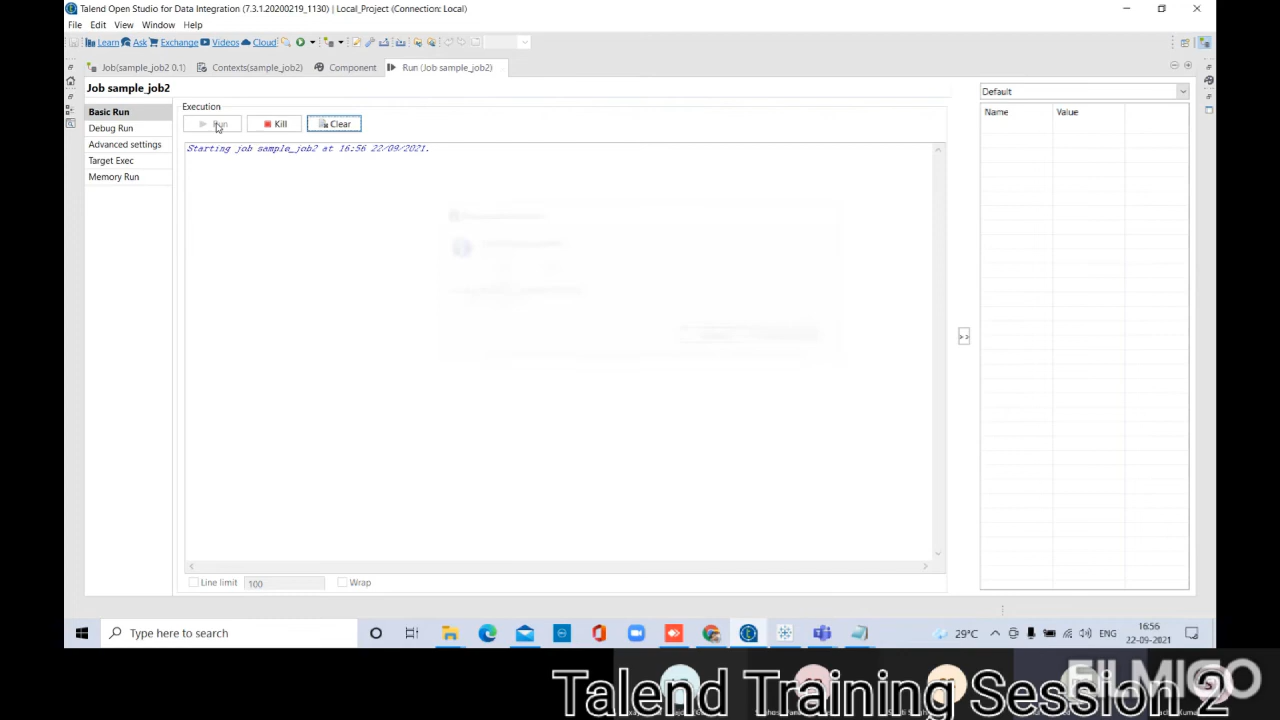 Talend Open Studio for Data Integration (7.3.1.20200219_1130) | Local_Project (Connection: Local)
File Edit View Window Help
Learn Ask Exchange Videos Cloud
Job(sample_job2 0.1) Contexts(sample_job2) Component Run (Job sample_job2)
Job sample_job2
Basic Run
Debug Run
Advanced settings
Target Exec
Memory Run
Execution
Run Kill Clear
Starting job sample_job2 at 16:56 22/09/2021.
Line limit 100 Wrap
Default
Name Value
>>
Type here to search
29°C ENG 16:56
22-09-2021
FILMIGO
Talend Training Session 2